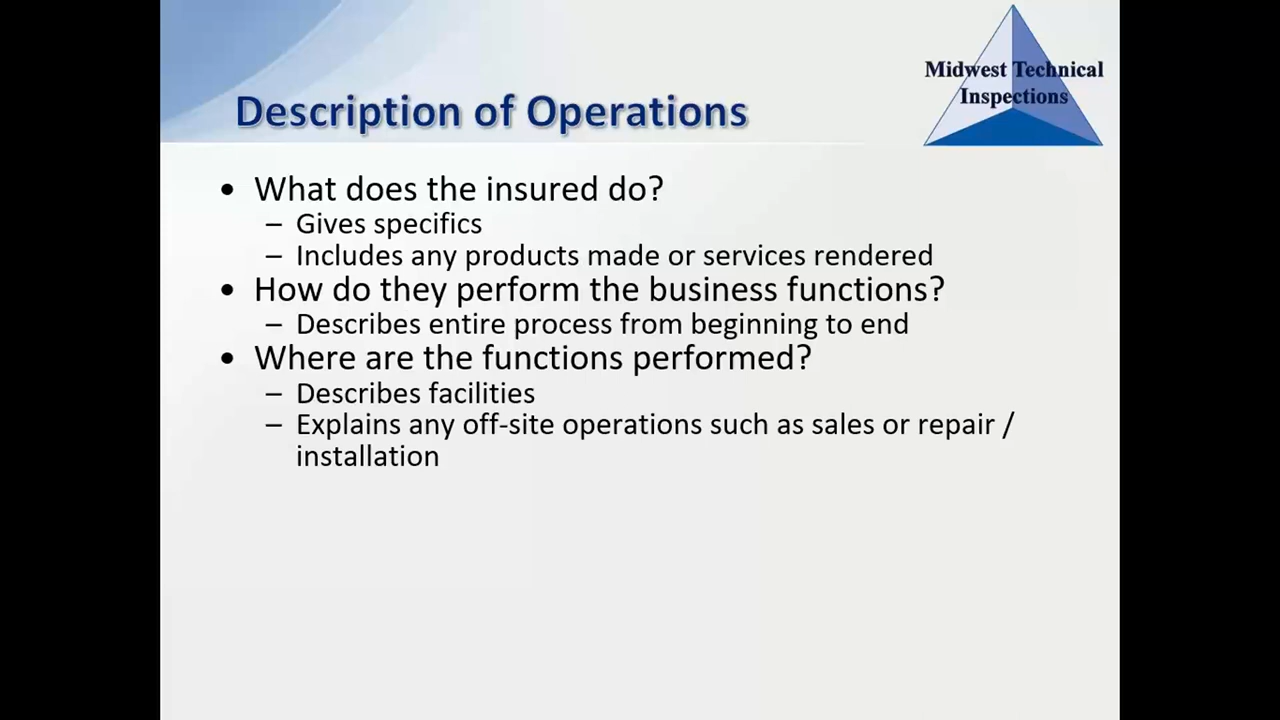 Midwest Technical
Inspections
Description of Operations
• What does the insured do?
– Gives specifics
– Includes any products made or services rendered
• How do they perform the business functions?
– Describes entire process from beginning to end
• Where are the functions performed?
– Describes facilities
– Explains any off-site operations such as sales or repair /
installation